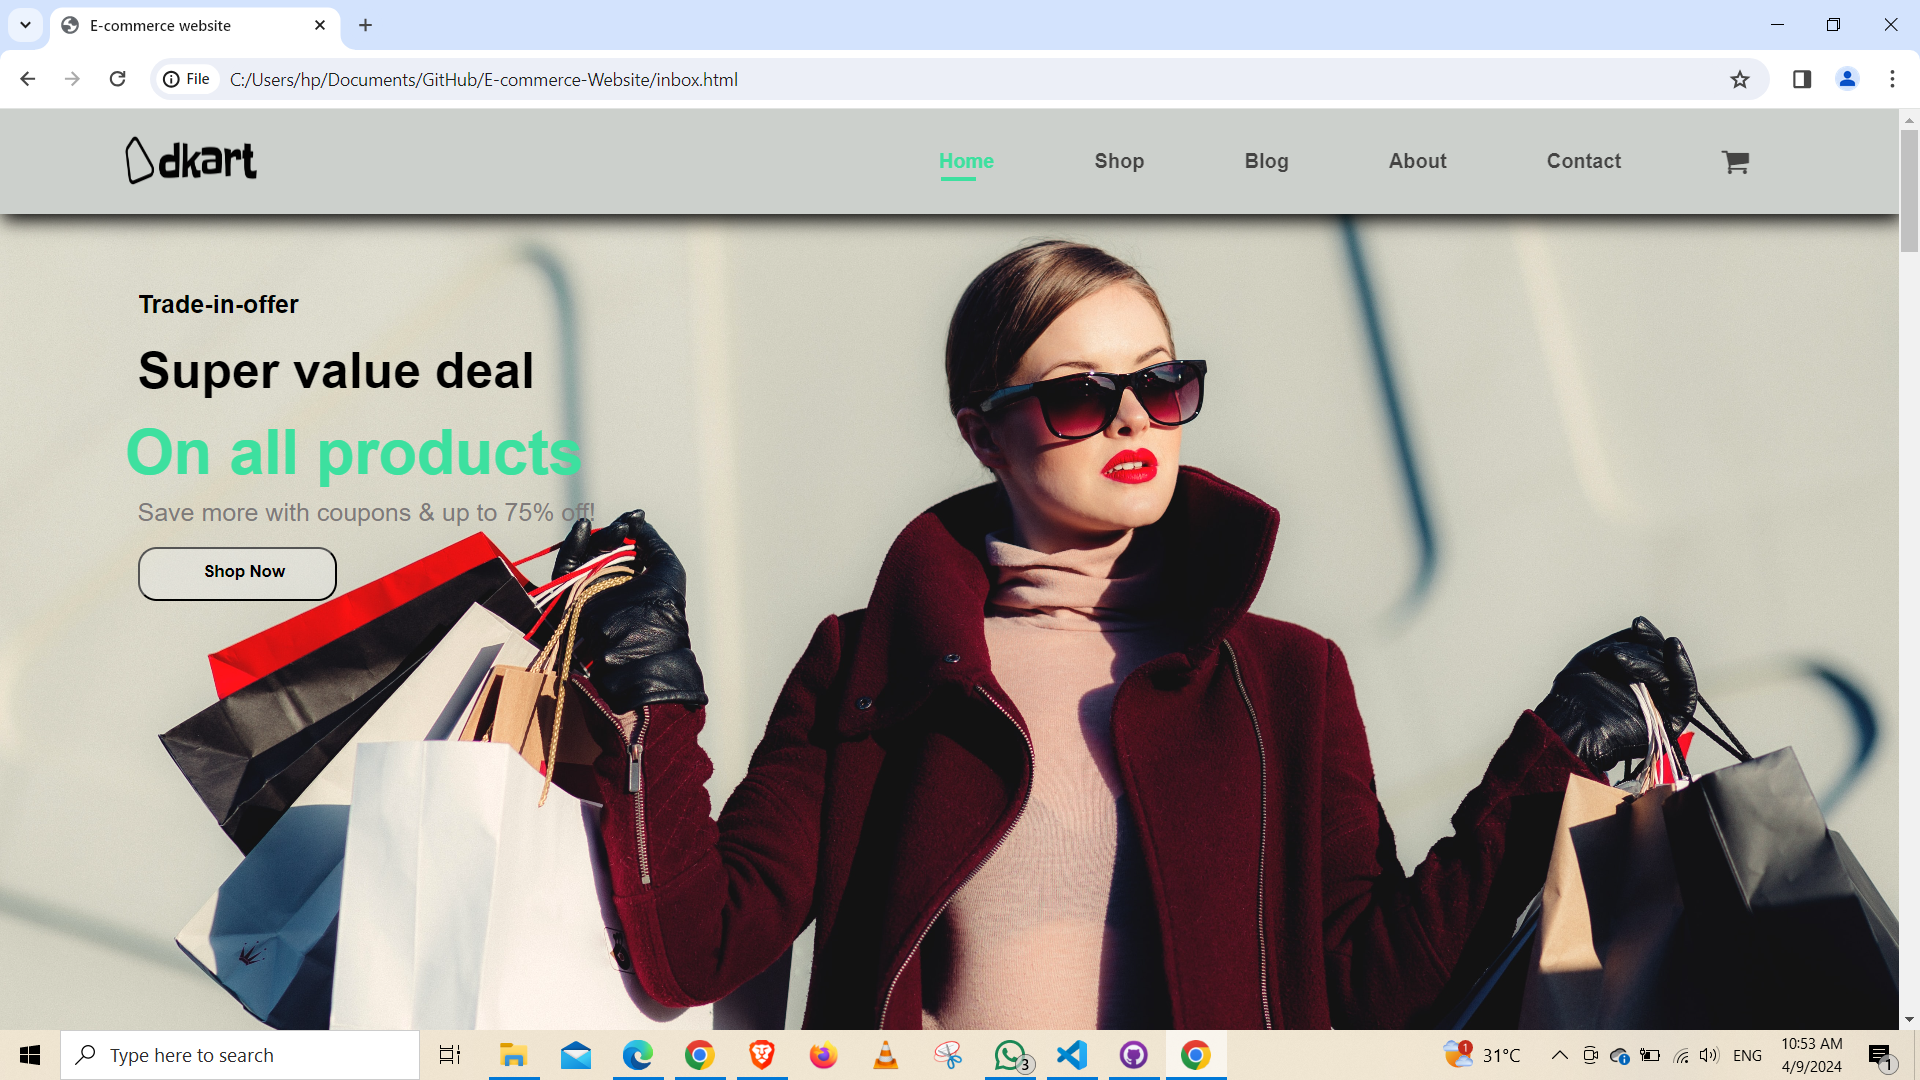 E-commerce website
File
C:/Users/hp/Documents/GitHub/E-commerce-Website/inbox.html
dkart
Home
Shop
Blog
About
Contact
Trade-in-offer
Super value deal
On all products
Save more with coupons & up to 75% off!
Shop Now
Type here to search
3
1
31°C
ENG
10:53 AM
4/9/2024
1